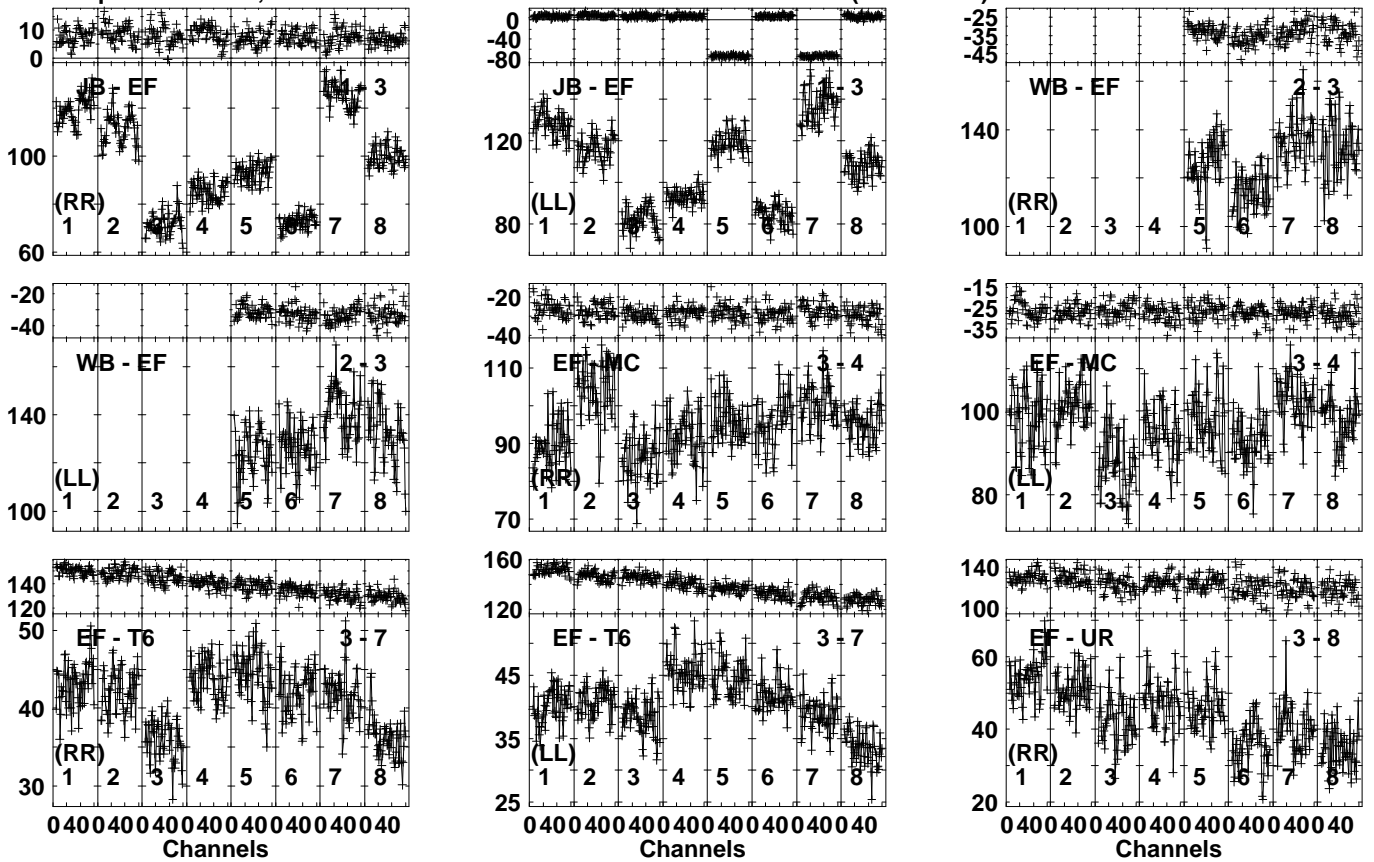 10
0
JB - EF
1 - 3
100
60
(RR)
1 2 3 4 5 6 7 8
0
-40
-80
JB - EF
1 - 3
120
80
(LL)
1 2 3 4 5 6 7 8
-25
-35
-45
WB - EF
2 - 3
140
100
(RR)
1 2 3 4 5 6 7 8
-20
-40
WB - EF
2 - 3
140
100
(LL)
1 2 3 4 5 6 7 8
-20
-40
EF - MC
3 - 4
110
90
70
(RR)
1 2 3 4 5 6 7 8
-15
-25
-35
EF - MC
3 - 4
100
80
(LL)
1 2 3 4 5 6 7 8
140
120
EF - T6
3 - 7
50
40
30
(RR)
1 2 3 4 5 6 7 8
0 40 0 40 0 40 0 40 0 40 0 40 0 40 0 40
Channels
160
120
EF - T6
3 - 7
45
35
25
(LL)
1 2 3 4 5 6 7 8
0 40 0 40 0 40 0 40 0 40 0 40 0 40 0 40
Channels
140
100
EF - UR
3 - 8
60
40
20
(RR)
1 2 3 4 5 6 7 8
0 40 0 40 0 40 0 40 0 40 0 40 0 40 0 40
Channels